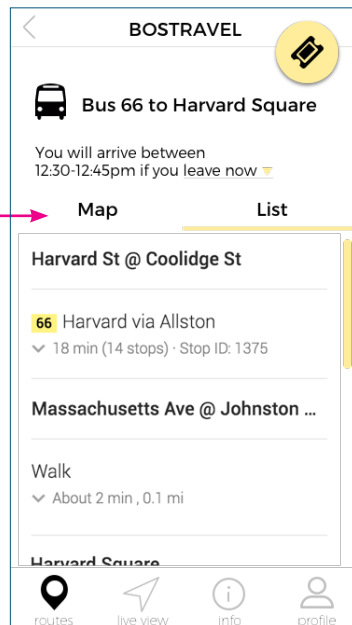 BOSTRAVEL
Bus 66 to Harvard Square
You will arrive between
12:30-12:45pm if you leave now
Map List
Harvard St @ Coolidge St
66 Harvard via Allston
18 min (14 stops) · Stop ID: 1375
Massachusetts Ave @ Johnston ...
Walk
About 2 min , 0.1 mi
Harvard Square
routes live view info profile